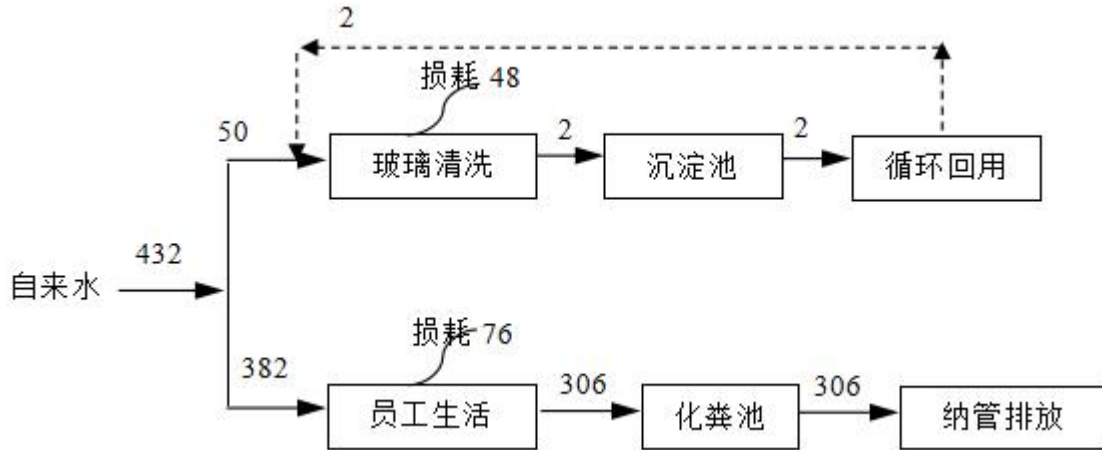 2
损耗 48
50
2
2
玻璃清洗
沉淀池
循环回用
432
自来水
损耗 76
382
306
306
员工生活
化粪池
纳管排放